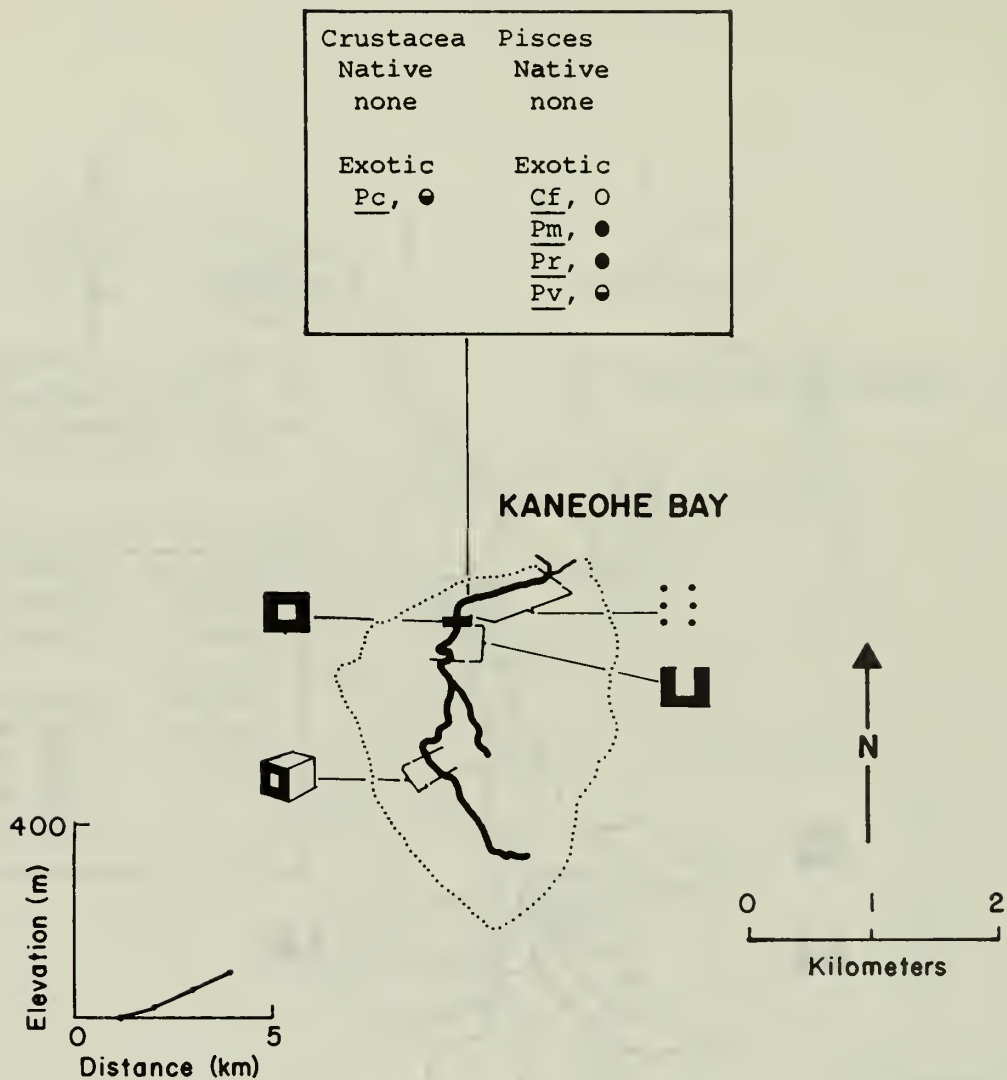 Crustacea Pisces
Native Native
none none
Exotic Exotic
Pc, ◒ Cf, O
Pm, ●
Pr, ●
Pv, ◒
KANEOHE BAY
N
400
Elevation (m)
0 5
Distance (km)
0 1 2
Kilometers